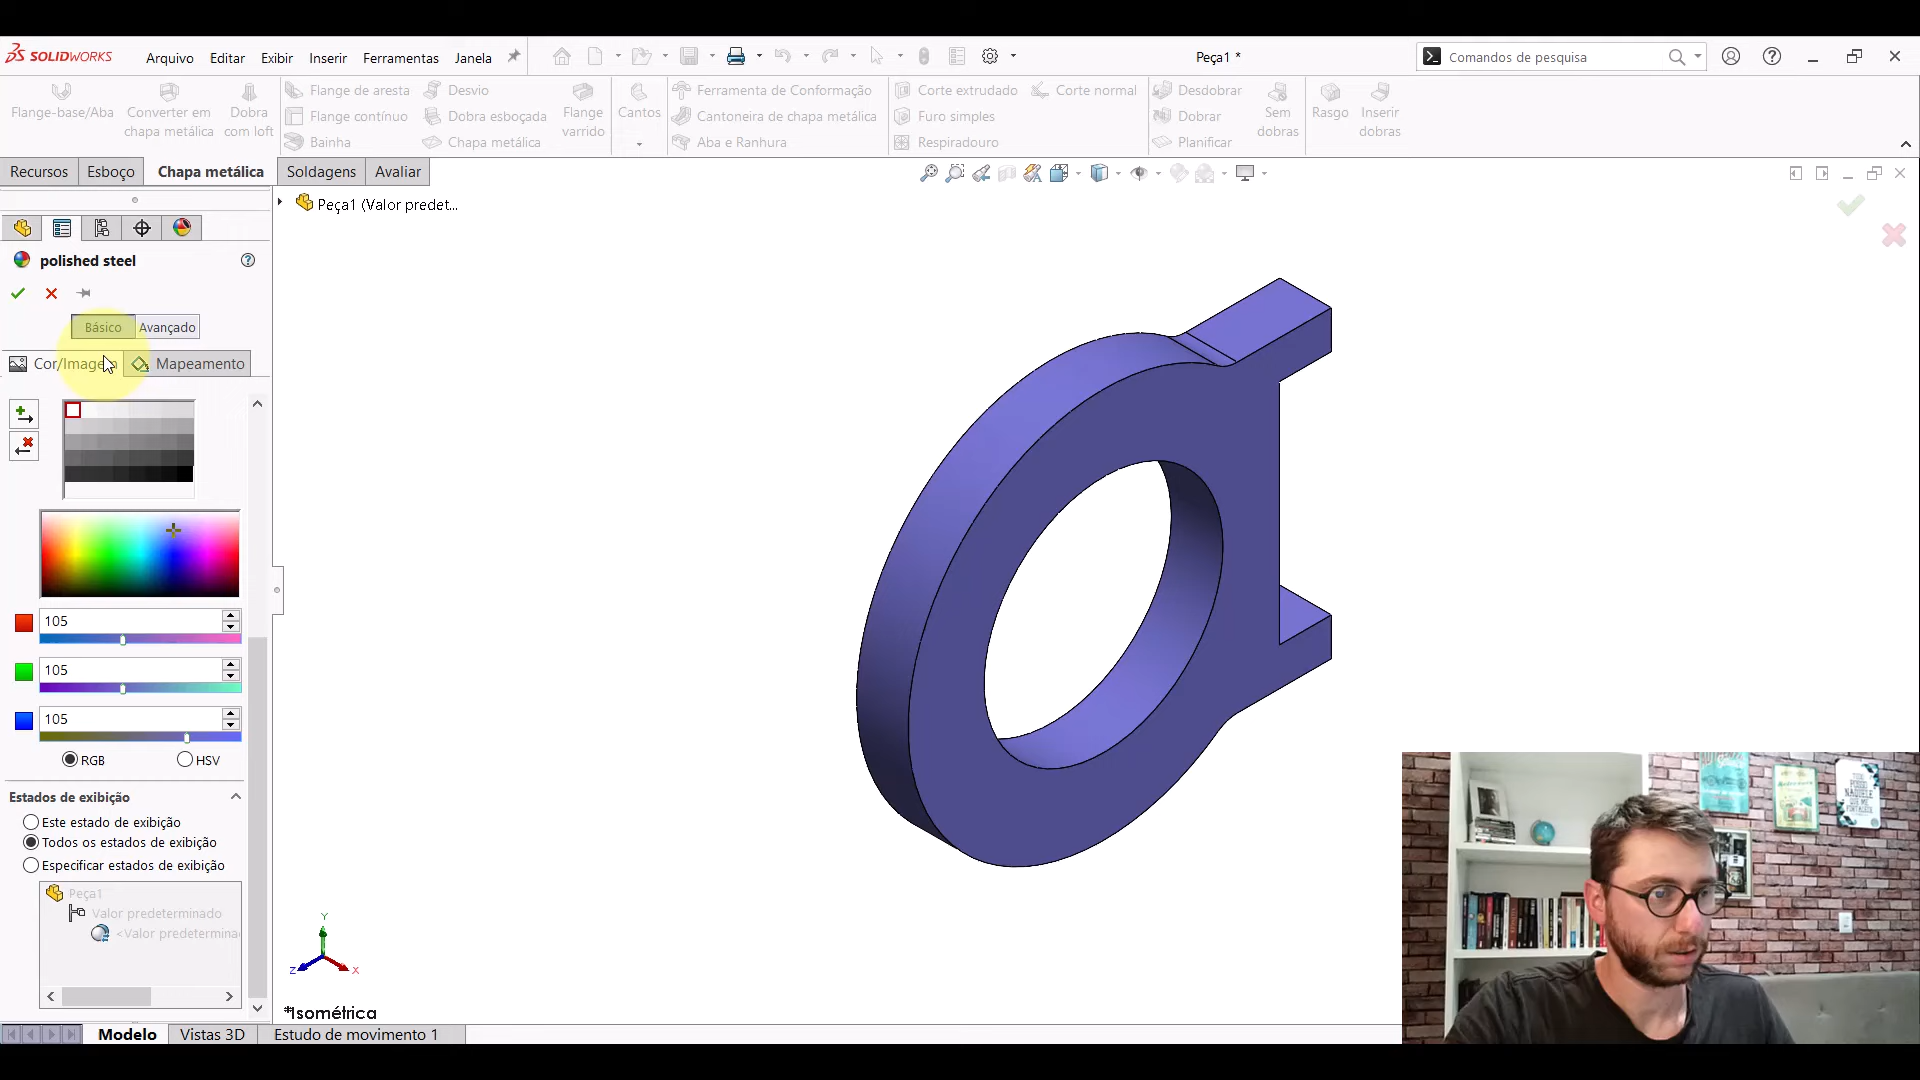 SOLIDWORKS
Arquivo Editar Exibir Inserir Ferramentas Janela
Peça1 *
Comandos de pesquisa
Flange-base/Aba
Converter em
chapa metálica
Dobra
com loft
Flange de aresta
Flange contínuo
Bainha
Desvio
Dobra esboçada
Chapa metálica
Flange
varrido
Cantos
Ferramenta de Conformação
Cantoneira de chapa metálica
Aba e Ranhura
Corte extrudado
Furo simples
Respiradouro
Corte normal
Desdobrar
Dobrar
Planificar
Sem
dobras
Rasgo
Inserir
dobras
Recursos Esboço Chapa metálica Soldagens Avaliar
Peça1 (Valor predet...
polished steel
Básico Avançado
Cor/Imagem Mapeamento
105
105
105
RGB HSV
Estados de exibição
Este estado de exibição
Todos os estados de exibição
Especificar estados de exibição
Peça1
Valor predeterminado
<Valor predetermina
Y
Z
X
*Isométrica
Modelo Vistas 3D Estudo de movimento 1